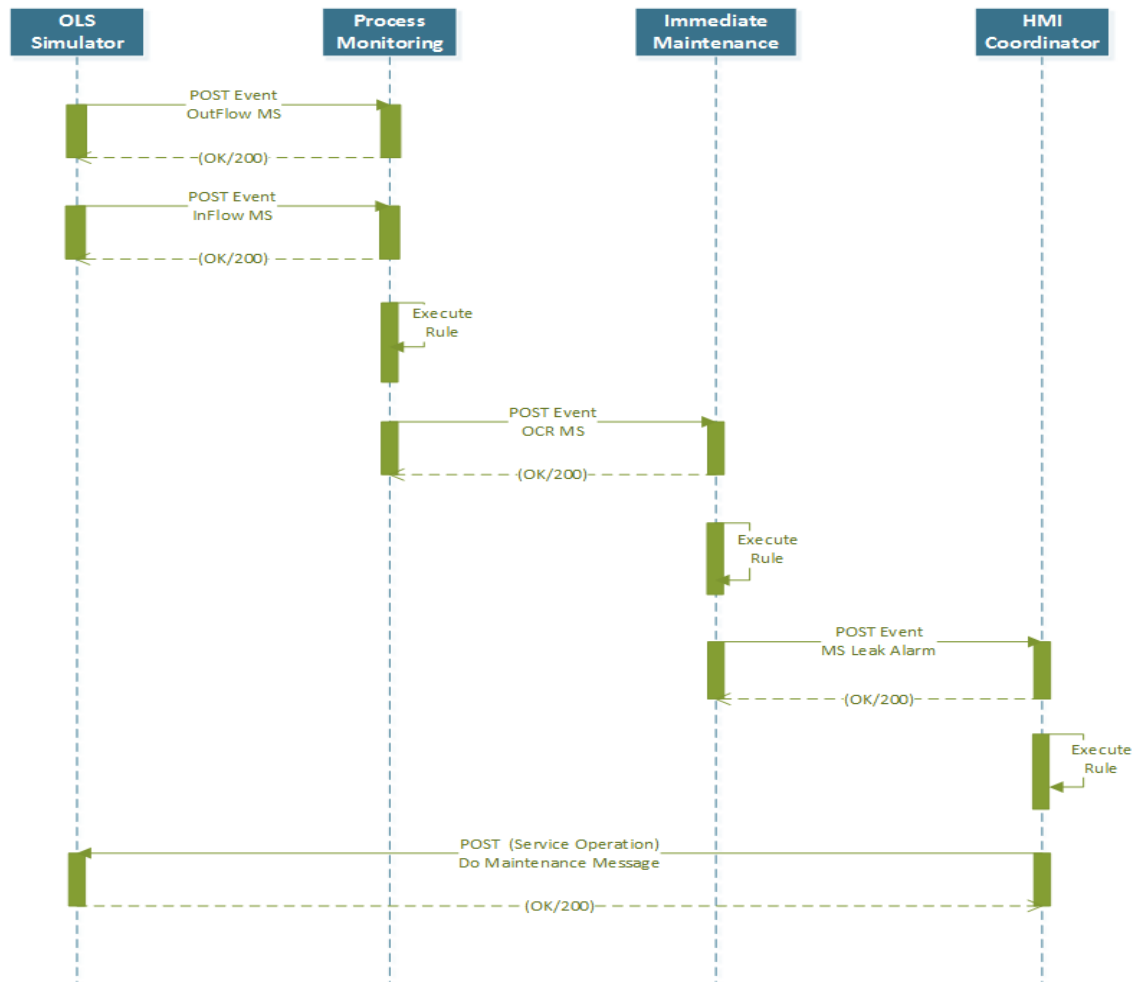 OLS
Simulator
Process
Monitoring
Immediate
Maintenance
HMI
Coordinator
POST Event
OutFlow MS
(OK/200)
POST Event
InFlow MS
(OK/200)
Execute
Rule
POST Event
OCR MS
(OK/200)
Execute
Rule
POST Event
MS Leak Alarm
(OK/200)
Execute
Rule
POST (Service Operation)
Do Maintenance Message
(OK/200)